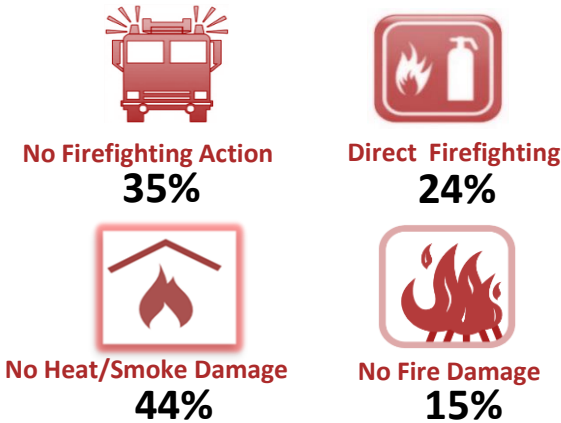 No Firefighting Action
35%
Direct Firefighting
24%
No Heat/Smoke Damage
44%
No Fire Damage
15%